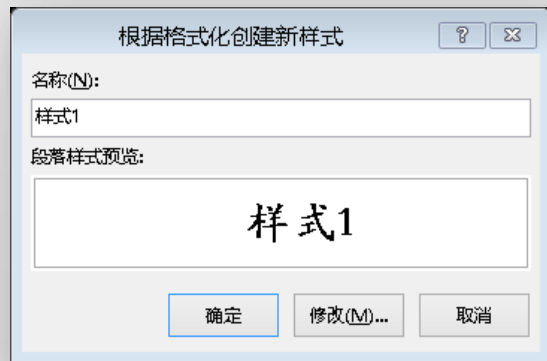 根据格式化创建新样式
名称(N):
样式1
段落样式预览:
样式1
确定 修改(M)... 取消